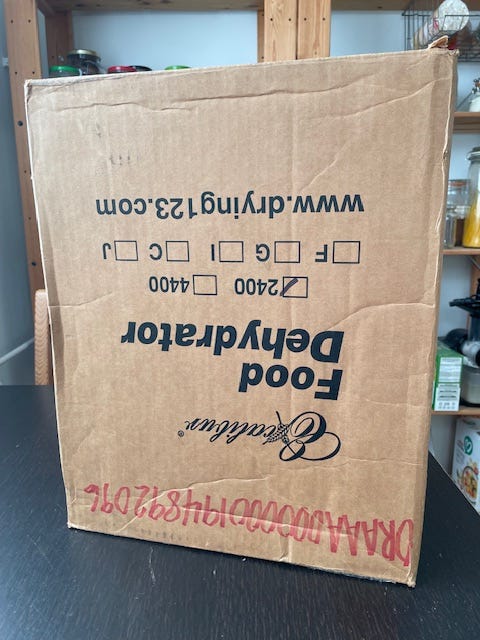 Excalibur®
Food
Dehydrator
☑2400 ☐4400
☐F ☐G ☐I ☐C ☐J
www.drying123.com